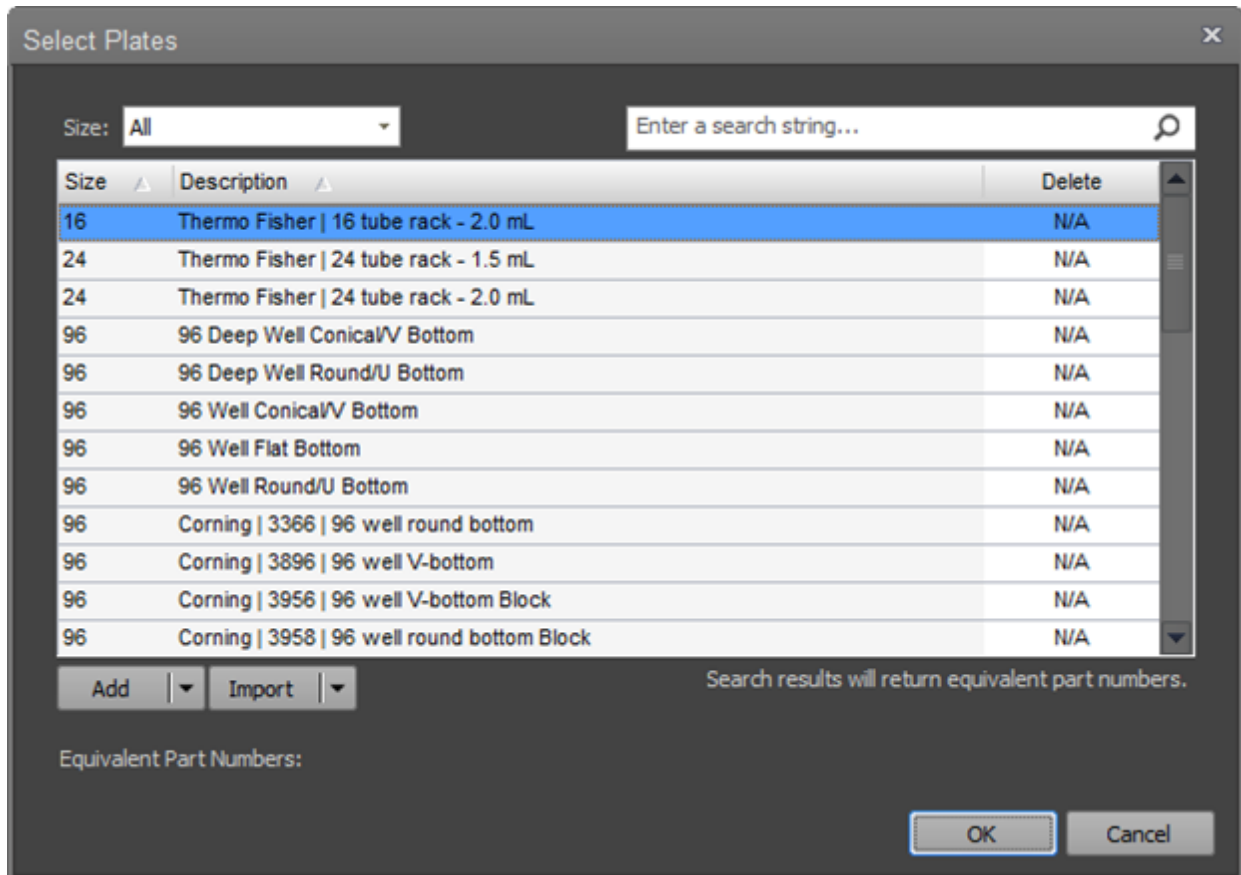 Select Plates
Size: All Enter a search string...
Size Description Delete
16 Thermo Fisher | 16 tube rack - 2.0 mL N/A
24 Thermo Fisher | 24 tube rack - 1.5 mL N/A
24 Thermo Fisher | 24 tube rack - 2.0 mL N/A
96 96 Deep Well Conical/V Bottom N/A
96 96 Deep Well Round/U Bottom N/A
96 96 Well Conical/V Bottom N/A
96 96 Well Flat Bottom N/A
96 96 Well Round/U Bottom N/A
96 Corning | 3366 | 96 well round bottom N/A
96 Corning | 3896 | 96 well V-bottom N/A
96 Corning | 3956 | 96 well V-bottom Block N/A
96 Corning | 3958 | 96 well round bottom Block N/A
Add Import Search results will return equivalent part numbers.
Equivalent Part Numbers:
OK Cancel